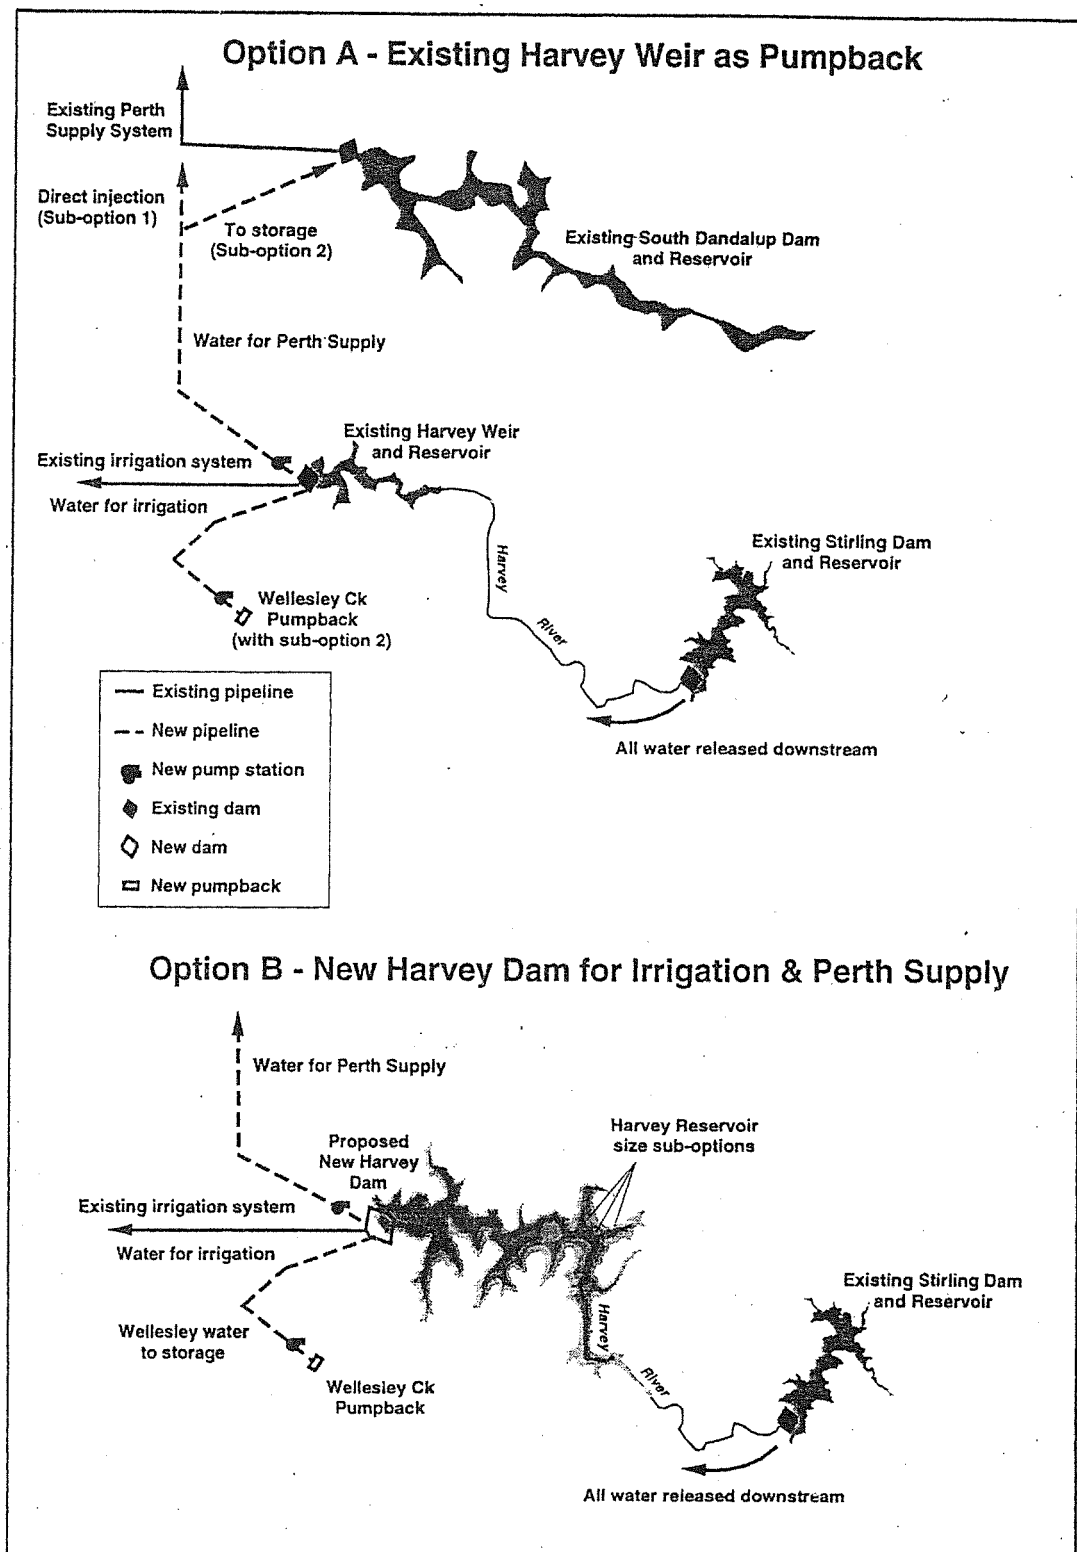 Option A - Existing Harvey Weir as Pumpback
Existing Perth
Supply System
Direct injection
(Sub-option 1)
To storage
(Sub-option 2)
Existing South Dandalup Dam
and Reservoir
Water for Perth Supply
Existing Harvey Weir
and Reservoir
Existing irrigation system
Water for irrigation
Harvey
River
Existing Stirling Dam
and Reservoir
Wellesley Ck
Pumpback
(with sub-option 2)
All water released downstream
Existing pipeline
New pipeline
New pump station
Existing dam
New dam
New pumpback
Option B - New Harvey Dam for Irrigation & Perth Supply
Water for Perth Supply
Harvey Reservoir
size sub-options
Proposed
New Harvey
Dam
Existing irrigation system
Water for irrigation
Harvey
River
Existing Stirling Dam
and Reservoir
Wellesley water
to storage
Wellesley Ck
Pumpback
All water released downstream